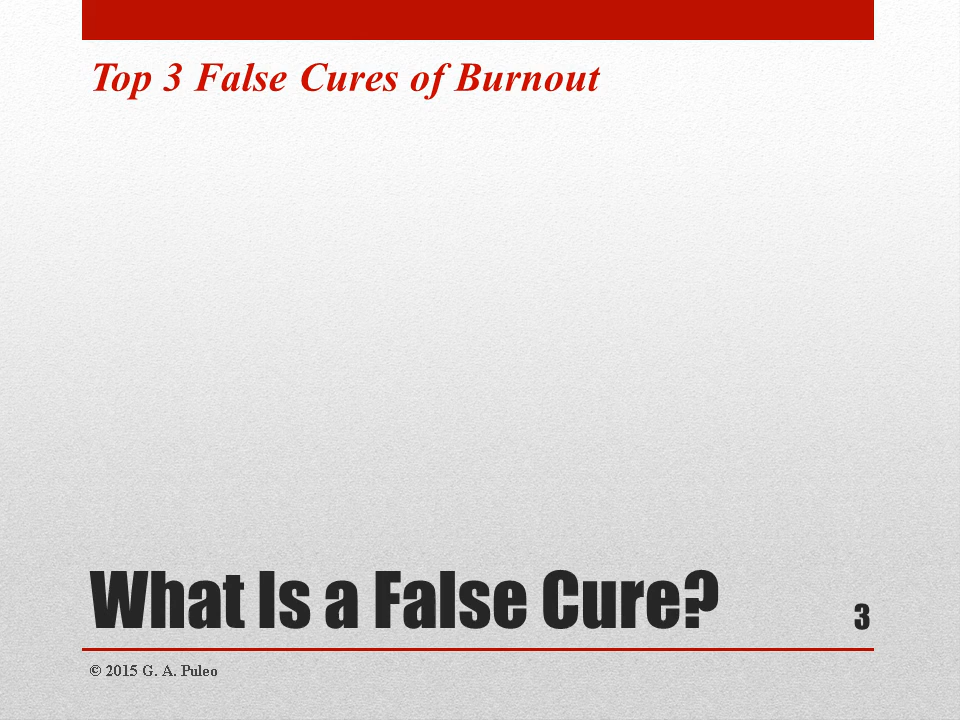 Top 3 False Cures of Burnout
What Is a False Cure?
3
© 2015 G. A. Puleo